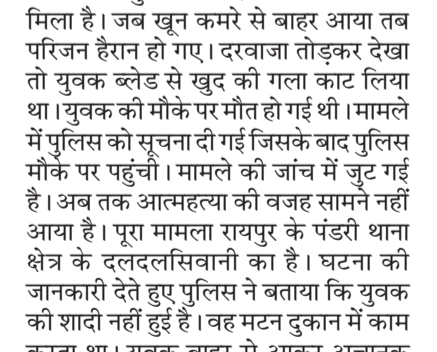 मिला है। जब खून कमरे से बाहर आया तब
परिजन हैरान हो गए। दरवाजा तोड़कर देखा
तो युवक ब्लेड से खुद की गला काट लिया
था।युवक की मौके पर मौत हो गई थी।मामले
में पुलिस को सूचना दी गई जिसके बाद पुलिस
मौके पर पहुंची। मामले की जांच में जुट गई
है।अब तक आत्महत्या की वजह सामने नहीं
आया है। पूरा मामला रायपुर के पंडरी थाना
क्षेत्र के दलदलसिवानी का है। घटना की
जानकारी देते हुए पुलिस ने बताया कि युवक
की शादी नहीं हुई है।वह मटन दुकान में काम